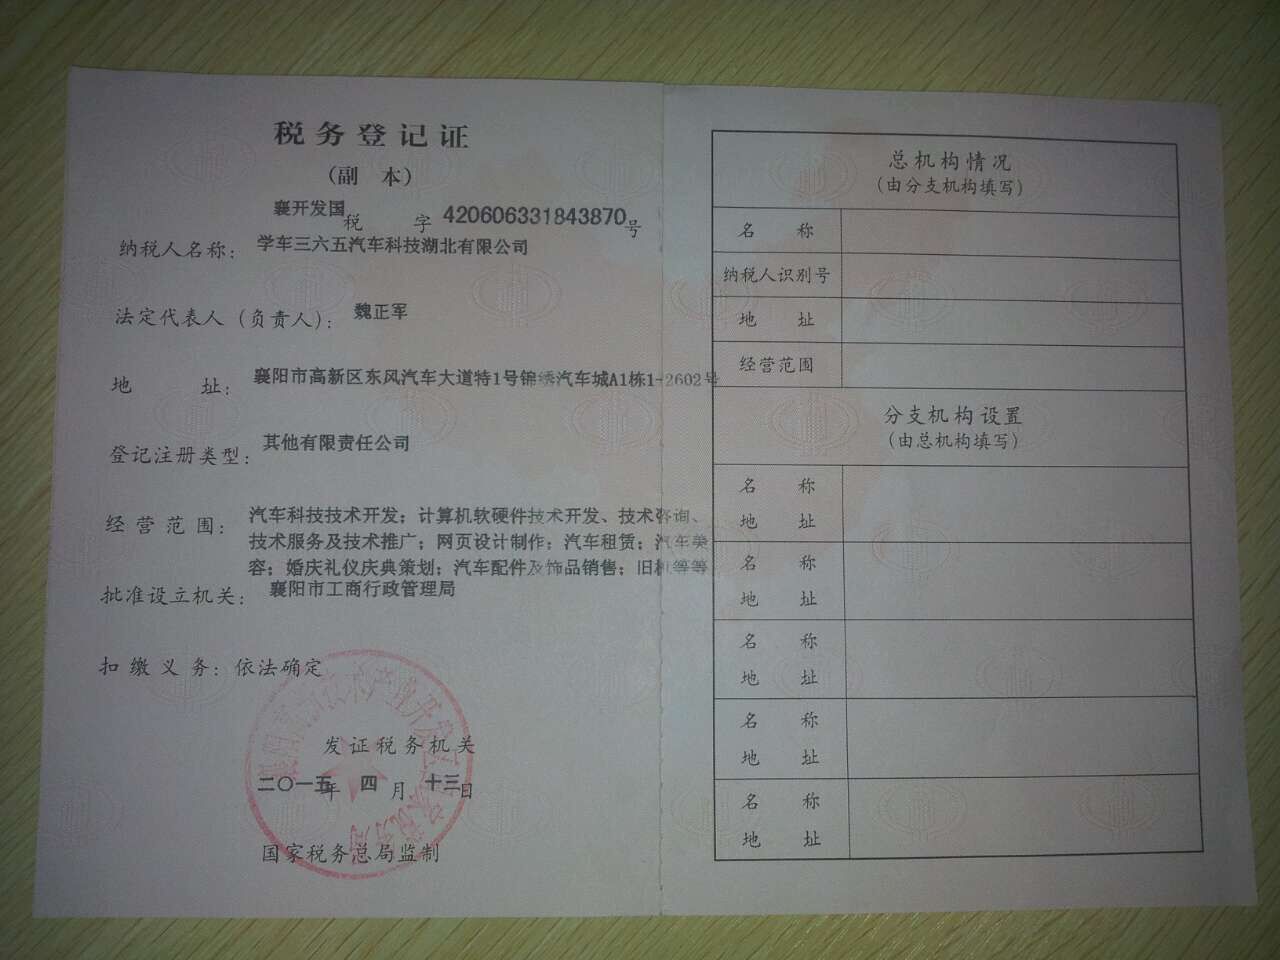 税务登记证
(副 本)
襄开发国税 字 420606331843870号
纳税人名称: 学车三六五汽车科技湖北有限公司
法定代表人(负责人): 魏正军
地 址: 襄阳市高新区东风汽车大道特1号锦绣汽车城A1栋1-2602号
登记注册类型: 其他有限责任公司
经营范围: 汽车科技技术开发;计算机软硬件技术开发、技术咨询、
技术服务及技术推广;网页设计制作;汽车租赁;汽车美
容;婚庆礼仪庆典策划;汽车配件及饰品销售;旧机等等
批准设立机关: 襄阳市工商行政管理局
扣缴义务: 依法确定
发证税务机关
二〇一五年 四 月 十三日
国家税务总局监制
总机构情况
(由分支机构填写)
名 称
纳税人识别号
地 址
经营范围
分支机构设置
(由总机构填写)
名 称
地 址
名 称
地 址
名 称
地 址
名 称
地 址
名 称
地 址